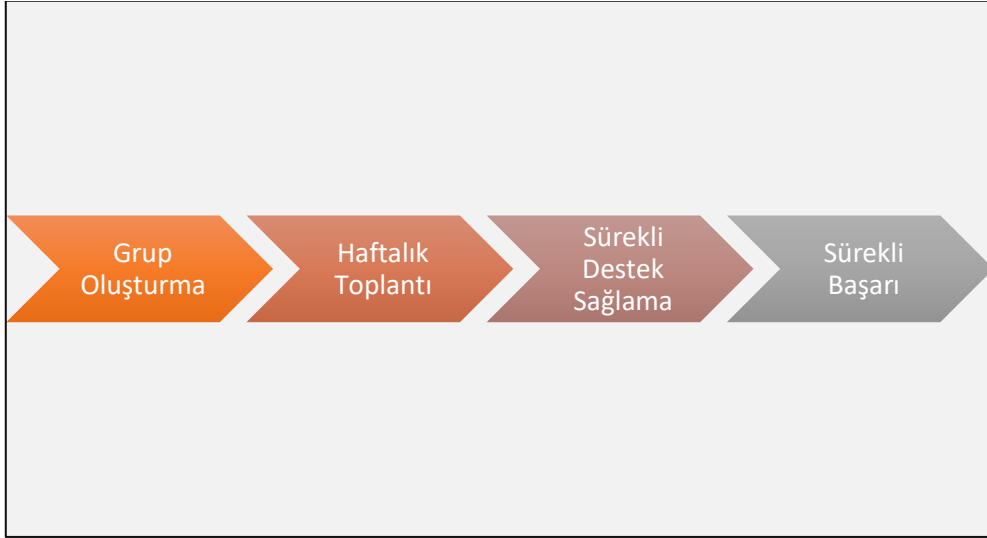 Grup
Oluşturma
Haftalık
Toplantı
Sürekli
Destek
Sağlama
Sürekli
Başarı